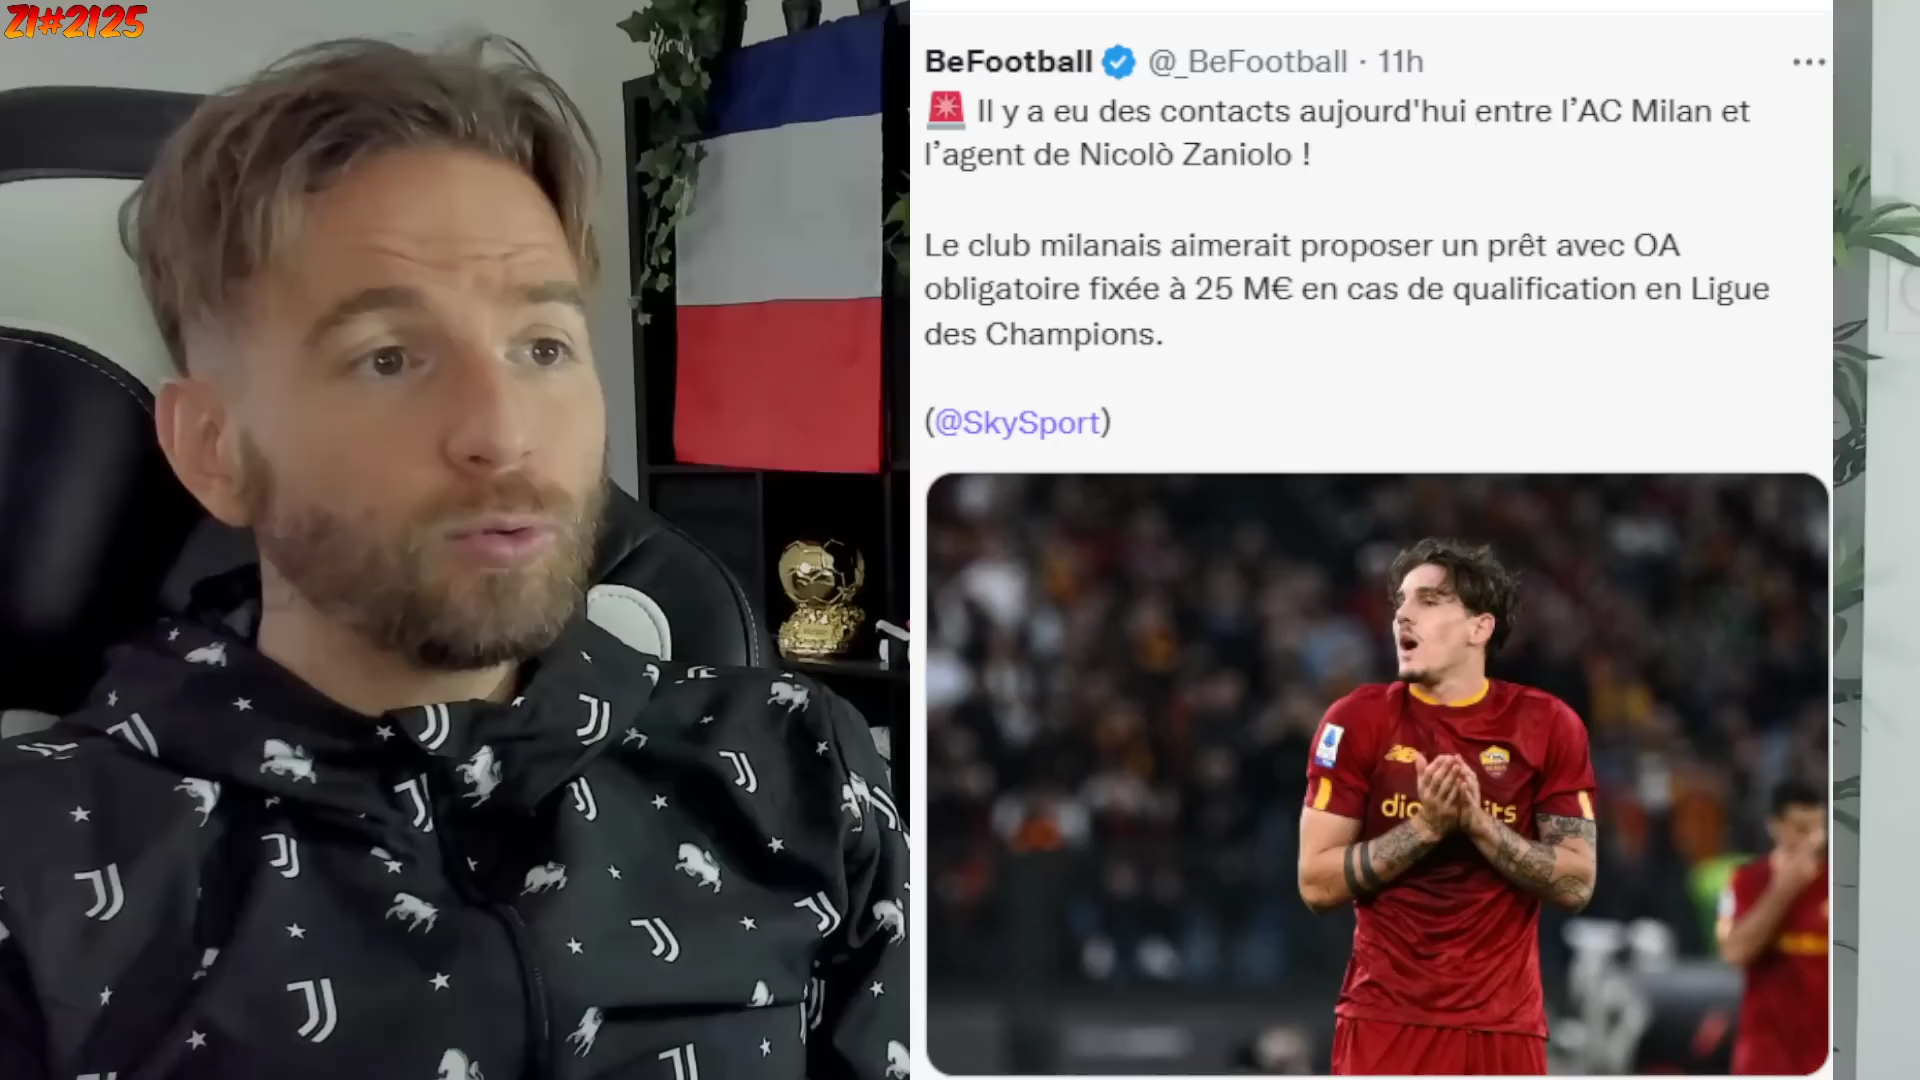 Z1#2125
BeFootball @_BeFootball · 11h
Il y a eu des contacts aujourd'hui entre l’AC Milan et
l’agent de Nicolò Zaniolo !
Le club milanais aimerait proposer un prêt avec OA
obligatoire fixée à 25 M€ en cas de qualification en Ligue
des Champions.
(@SkySport)